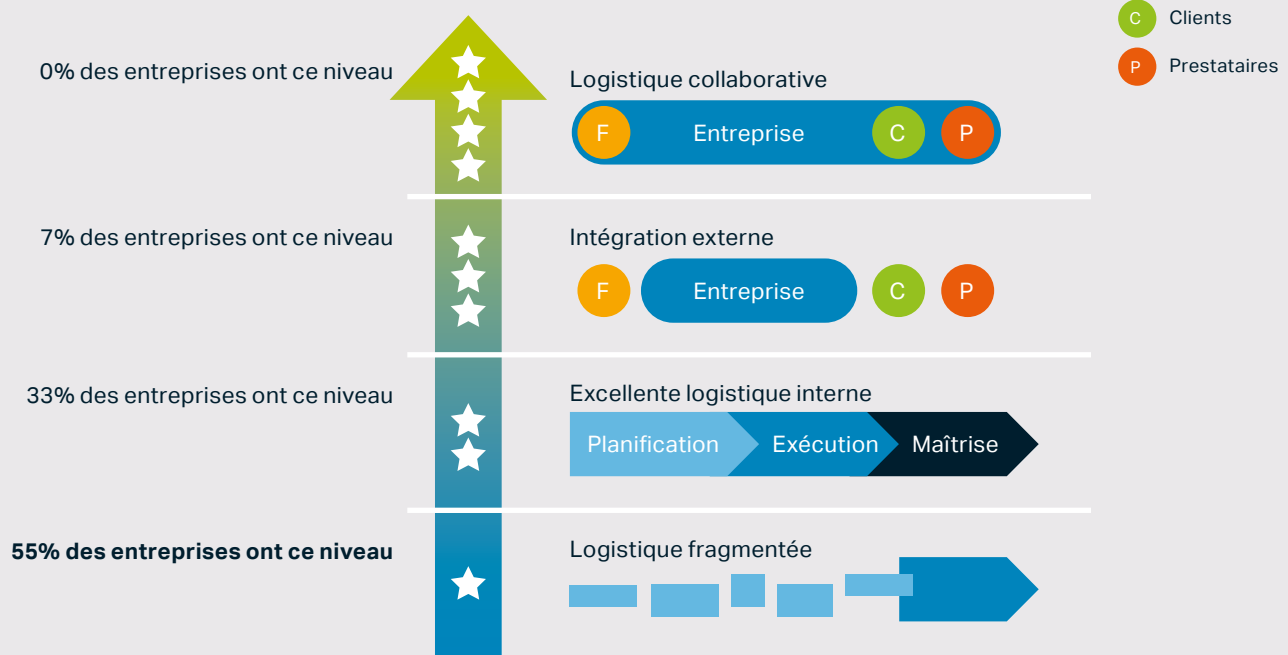 C Clients
P Prestataires
0% des entreprises ont ce niveau
Logistique collaborative
F Entreprise C P
7% des entreprises ont ce niveau
Intégration externe
F Entreprise C P
33% des entreprises ont ce niveau
Excellente logistique interne
Planification Exécution Maîtrise
55% des entreprises ont ce niveau
Logistique fragmentée